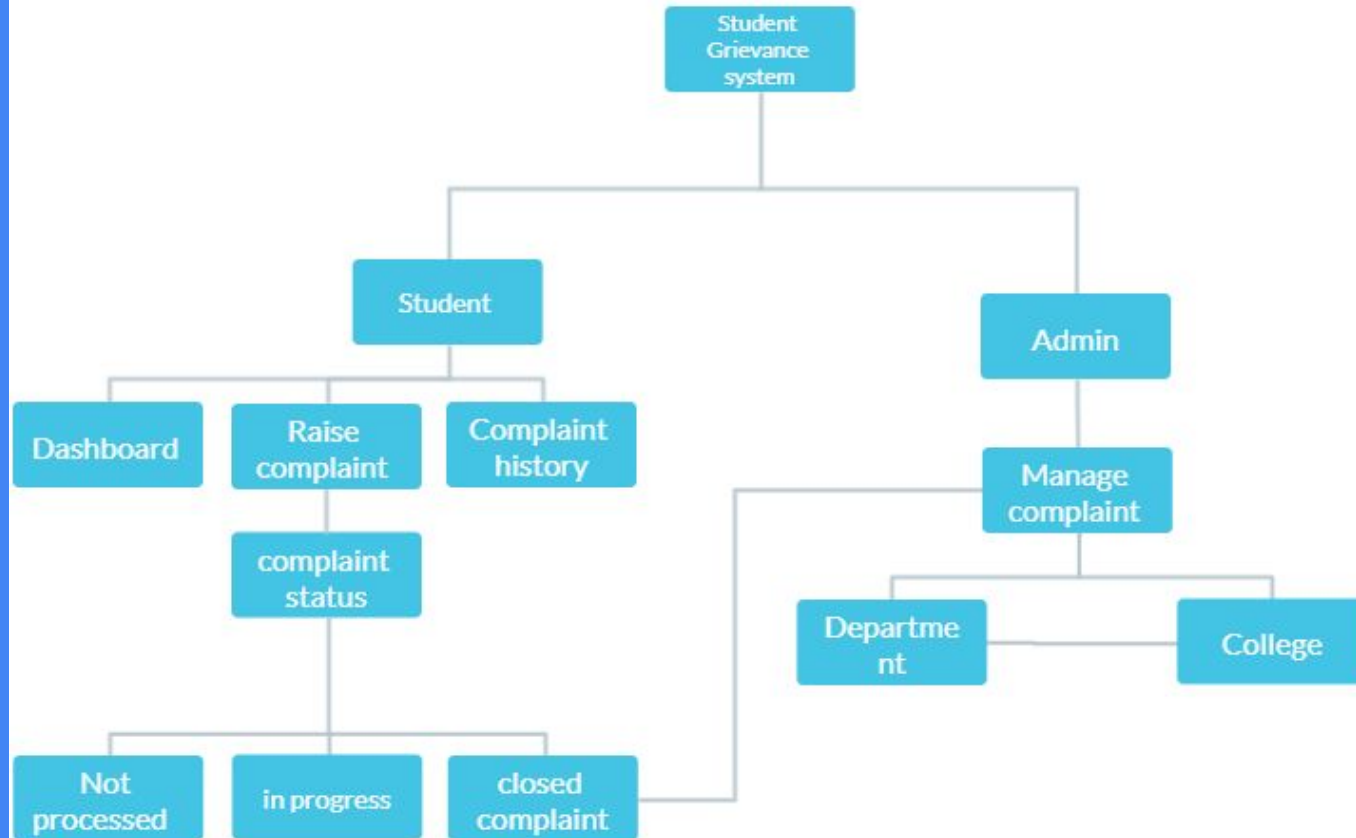 Student
Grievance
system
Student
Admin
Dashboard
Raise
complaint
Complaint
history
Manage
complaint
complaint
status
Departme
nt
College
Not
processed
in progress
closed
complaint